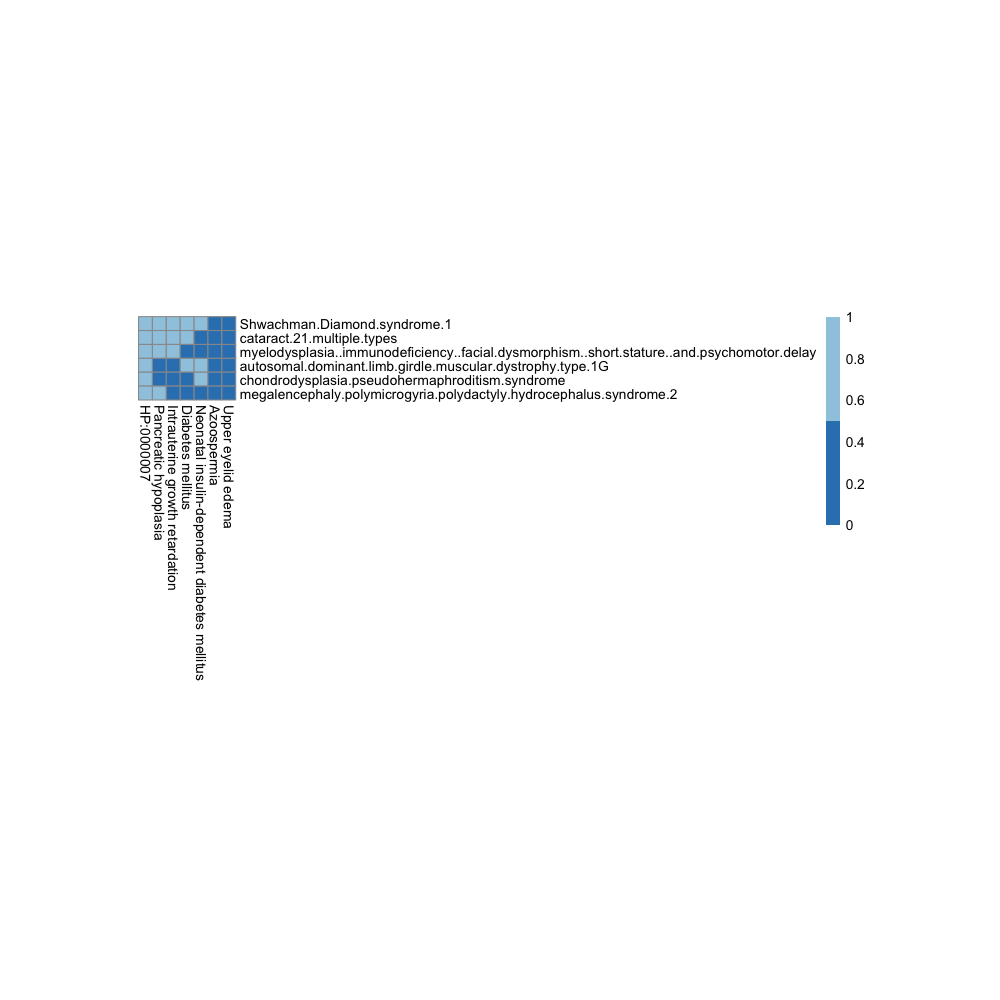 Shwachman.Diamond.syndrome.1
cataract.21.multiple.types
myelodysplasia..immunodeficiency..facial.dysmorphism..short.stature..and.psychomotor.delay
autosomal.dominant.limb.girdle.muscular.dystrophy.type.1G
chondrodysplasia.pseudohermaphroditism.syndrome
megalencephaly.polymicrogyria.polydactyly.hydrocephalus.syndrome.2
HP:0000007
Pancreatic hypoplasia
Intrauterine growth retardation
Diabetes mellitus
Neonatal insulin-dependent diabetes mellitus
Azoospermia
Upper eyelid edema
1
0.8
0.6
0.4
0.2
0